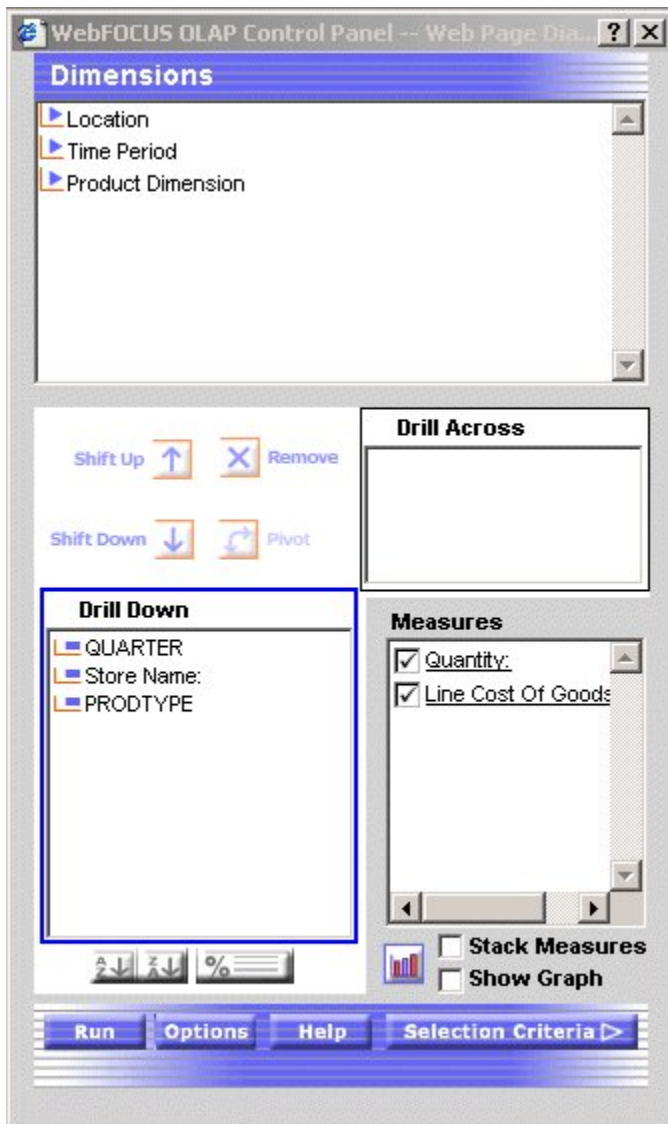 WebFOCUS OLAP Control Panel -- Web Page Dia...
Dimensions
Location
Time Period
Product Dimension
Shift Up
Remove
Shift Down
Pivot
Drill Across
Drill Down
QUARTER
Store Name:
PRODTYPE
Measures
Quantity:
Line Cost Of Goods
Stack Measures
Show Graph
Run Options Help Selection Criteria